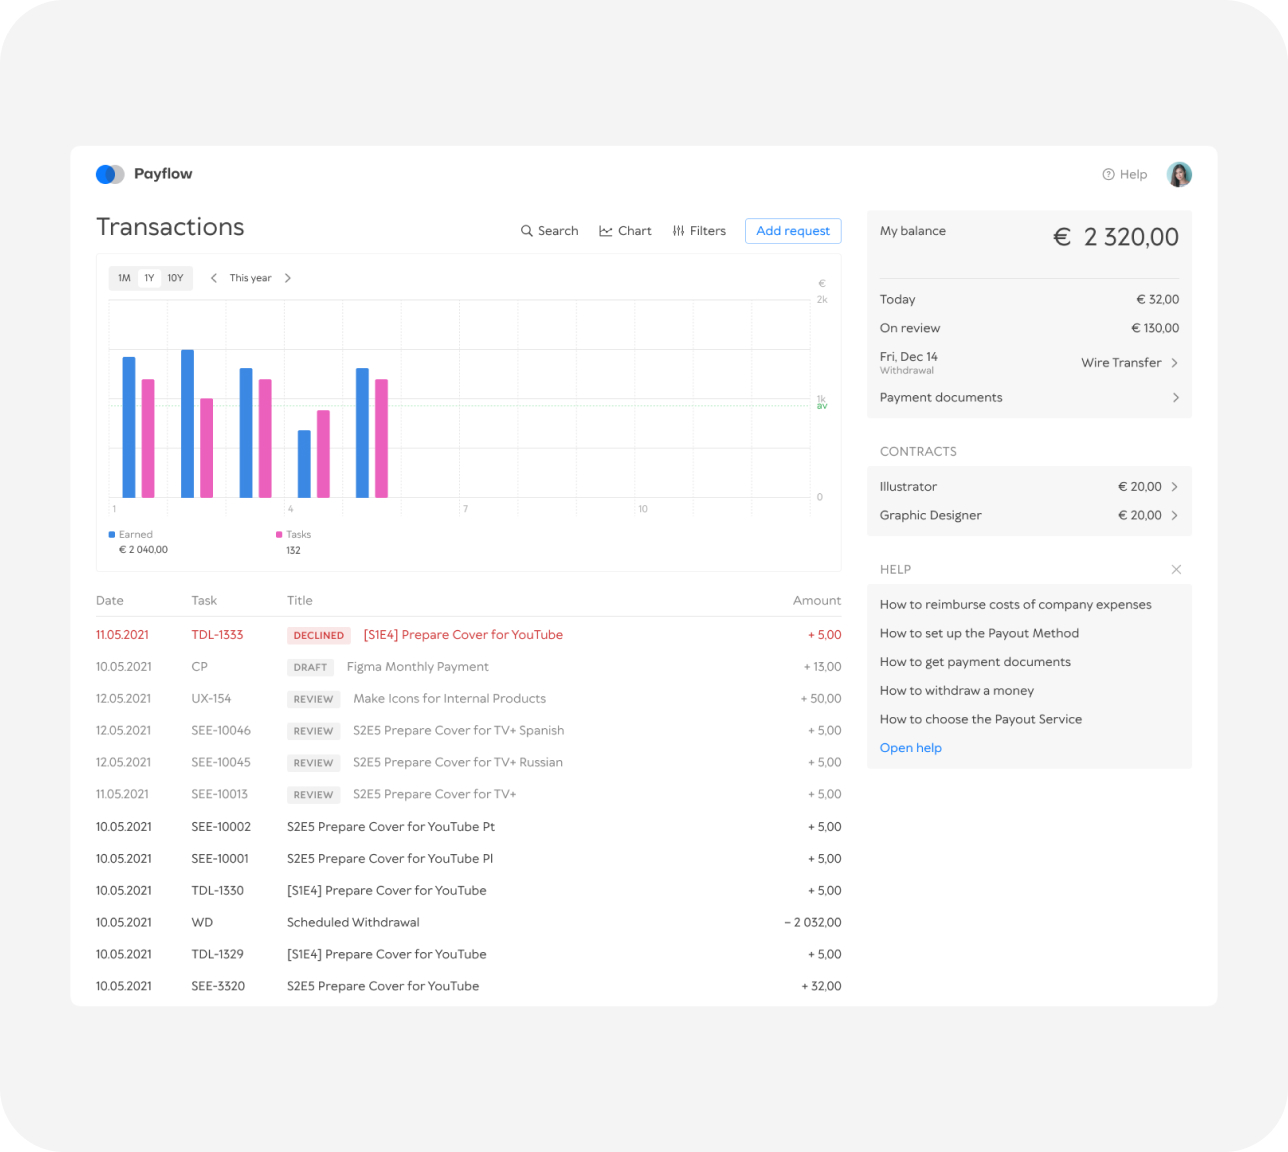 Payflow
Help
Transactions
Search Chart Filters Add request
1M 1Y 10Y This year
€
2k
1k
av
0
1 4 7 10
Earned
€ 2 040,00
Tasks
132
Date Task Title Amount
11.05.2021 TDL-1333 DECLINED [S1E4] Prepare Cover for YouTube + 5,00
10.05.2021 CP DRAFT Figma Monthly Payment + 13,00
12.05.2021 UX-154 REVIEW Make Icons for Internal Products + 50,00
12.05.2021 SEE-10046 REVIEW S2E5 Prepare Cover for TV+ Spanish + 5,00
12.05.2021 SEE-10045 REVIEW S2E5 Prepare Cover for TV+ Russian + 5,00
11.05.2021 SEE-10013 REVIEW S2E5 Prepare Cover for TV+ + 5,00
10.05.2021 SEE-10002 S2E5 Prepare Cover for YouTube Pt + 5,00
10.05.2021 SEE-10001 S2E5 Prepare Cover for YouTube Pl + 5,00
10.05.2021 TDL-1330 [S1E4] Prepare Cover for YouTube + 5,00
10.05.2021 WD Scheduled Withdrawal – 2 032,00
10.05.2021 TDL-1329 [S1E4] Prepare Cover for YouTube + 5,00
10.05.2021 SEE-3320 S2E5 Prepare Cover for YouTube + 32,00
My balance € 2 320,00
Today € 32,00
On review € 130,00
Fri, Dec 14
Withdrawal
Wire Transfer
Payment documents
CONTRACTS
Illustrator € 20,00
Graphic Designer € 20,00
HELP
How to reimburse costs of company expenses
How to set up the Payout Method
How to get payment documents
How to withdraw a money
How to choose the Payout Service
Open help